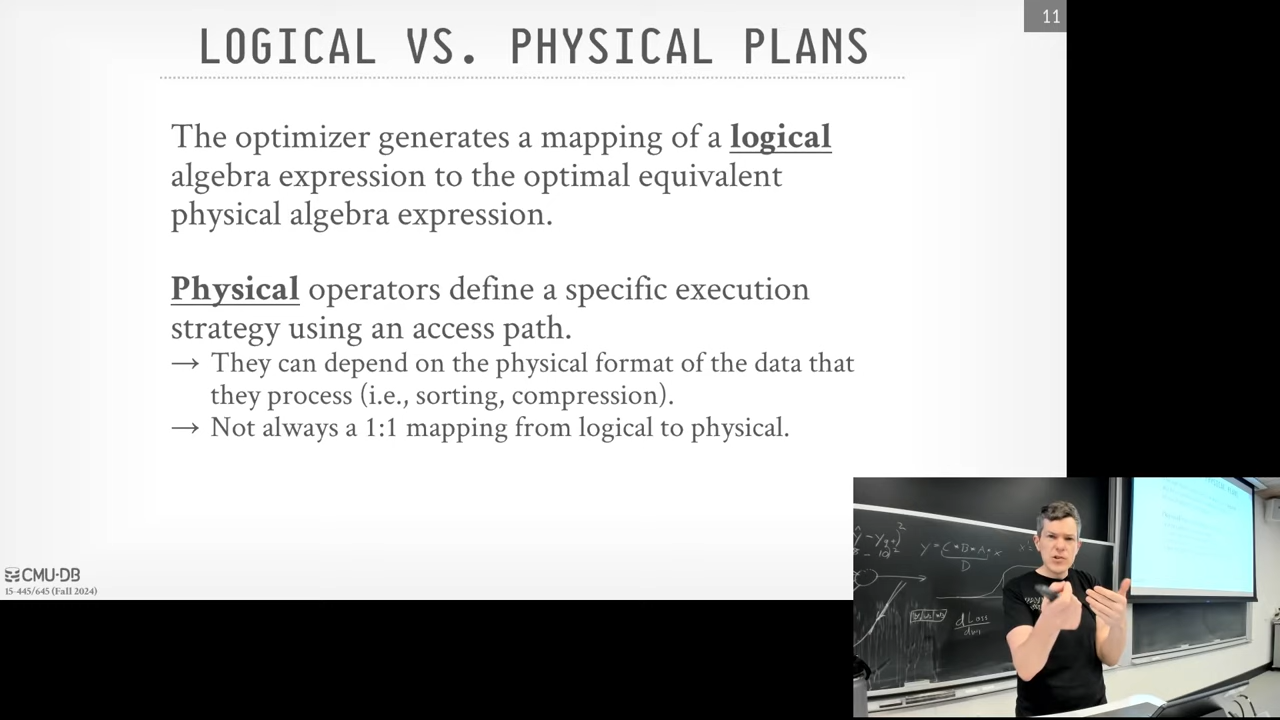 11
LOGICAL VS. PHYSICAL PLANS
The optimizer generates a mapping of a logical
algebra expression to the optimal equivalent
physical algebra expression.
Physical operators define a specific execution
strategy using an access path.
→ They can depend on the physical format of the data that
they process (i.e., sorting, compression).
→ Not always a 1:1 mapping from logical to physical.
CMU·DB
15-445/645 (Fall 2024)
dLoss